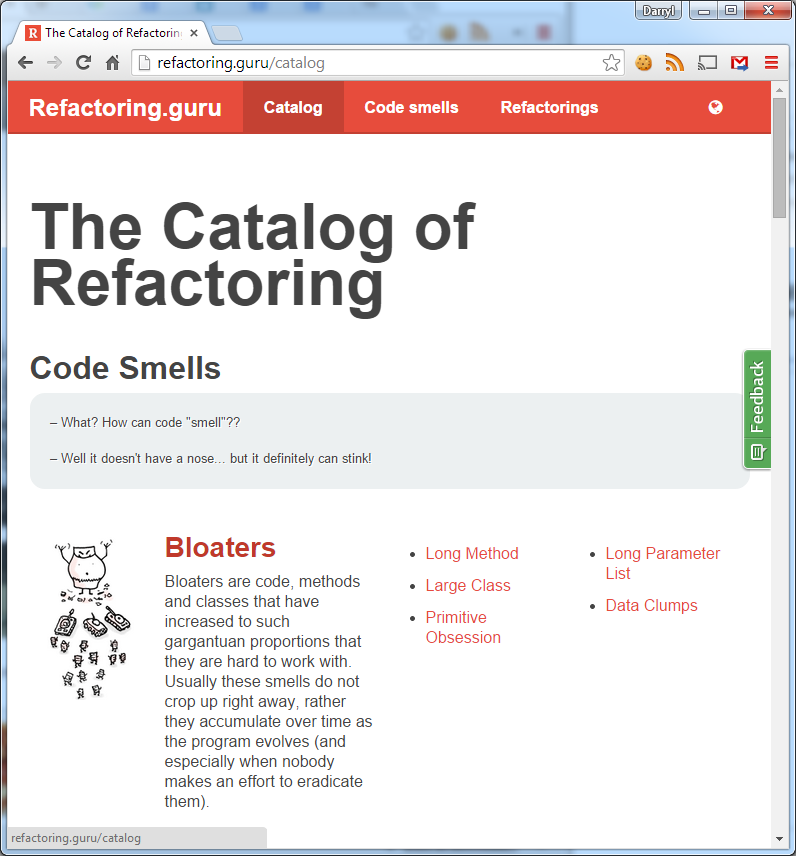 Darryl
The Catalog of Refactorin
refactoring.guru/catalog
Refactoring.guru Catalog Code smells Refactorings
The Catalog of
Refactoring
Code Smells
– What? How can code "smell"??
– Well it doesn't have a nose... but it definitely can stink!
Feedback
Bloaters
Bloaters are code, methods
and classes that have
increased to such
gargantuan proportions that
they are hard to work with.
Usually these smells do not
crop up right away, rather
they accumulate over time as
the program evolves (and
especially when nobody
makes an effort to eradicate
them).
• Long Method
• Large Class
• Primitive
Obsession
• Long Parameter
List
• Data Clumps
refactoring.guru/catalog